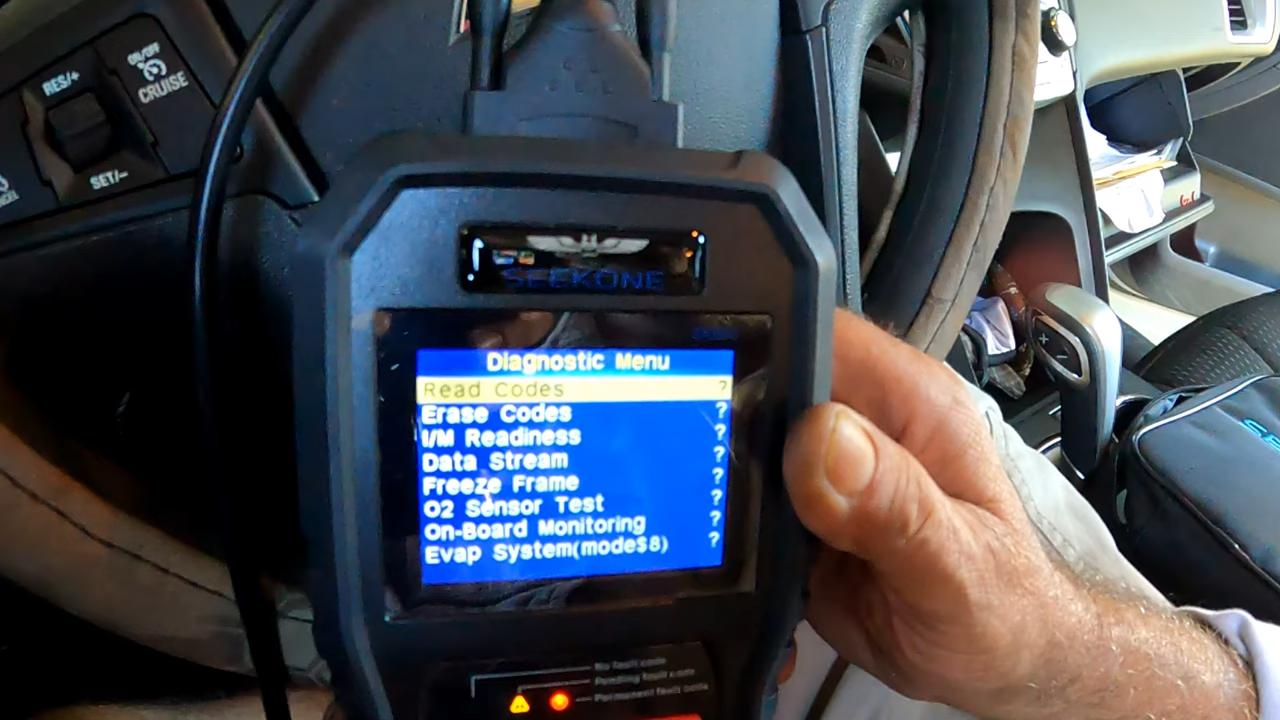 RES/+
SET/-
ON/OFF
CRUISE
SEEKONE
Diagnostic Menu
Read Codes ?
Erase Codes ?
I/M Readiness ?
Data Stream ?
Freeze Frame ?
O2 Sensor Test ?
On-Board Monitoring ?
Evap System(mode$8) ?
No fault code
Pending fault code
Permanent fault code
+
-